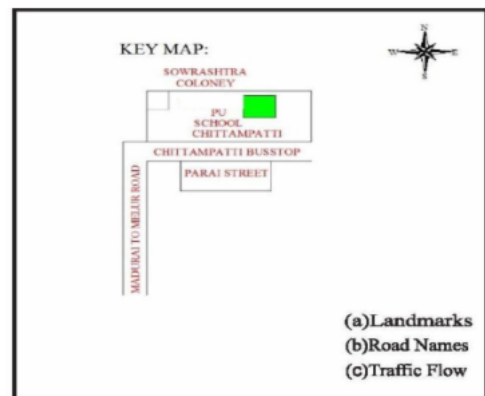 N
W E
S
KEY MAP:
SOWRASHTRA
COLONEY
PU
SCHOOL
CHITTAMPATTI
CHITTAMPATTI BUSSTOP
PARAI STREET
MADURAI TO MELUR ROAD
(a)Landmarks
(b)Road Names
(c)Traffic Flow